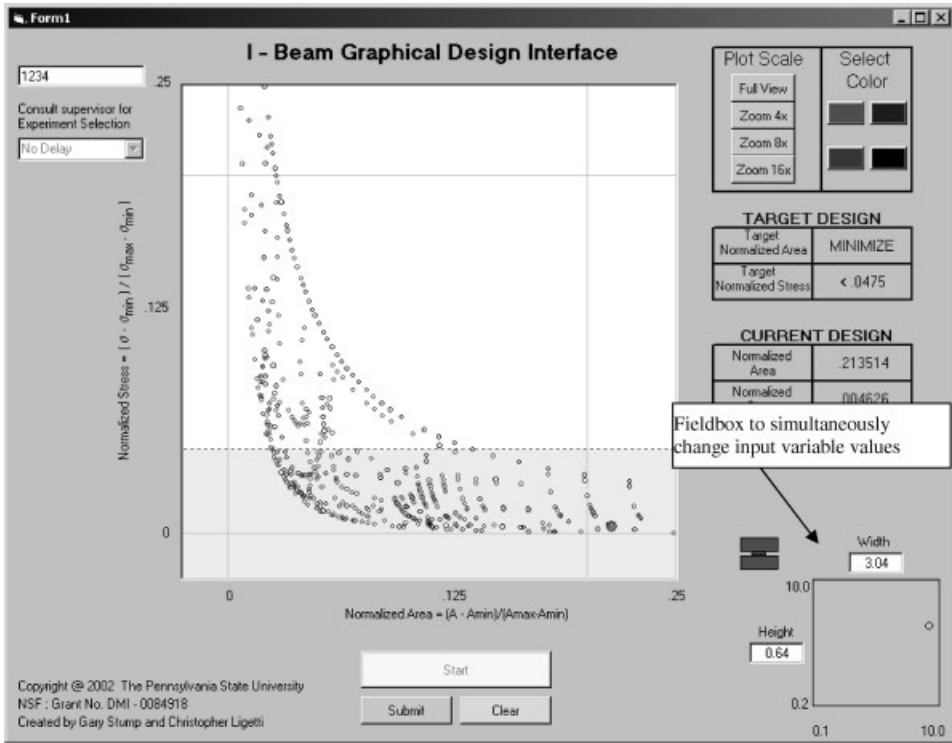 Form1
I - Beam Graphical Design Interface
1234
Consult supervisor for
Experiment Selection
No Delay
.25
.125
0
Normalized Stress = [ σ - σmin] / [ σmax - σmin]
0
.125
.25
Normalized Area = (A - Amin)/(Amax-Amin)
Plot Scale
Full View
Zoom 4x
Zoom 8x
Zoom 16x
Select
Color
TARGET DESIGN
Target
Normalized Area
MINIMIZE
Target
Normalized Stress
< .0475
CURRENT DESIGN
Normalized
Area
.213514
Normalized
.004626
Fieldbox to simultaneously
change input variable values
Width
3.04
10.0
Height
0.64
0.2
0.1
10.0
Start
Submit
Clear
Copyright @ 2002 The Pennsylvania State University
NSF : Grant No. DMI - 0084918
Created by Gary Stump and Christopher Ligetti